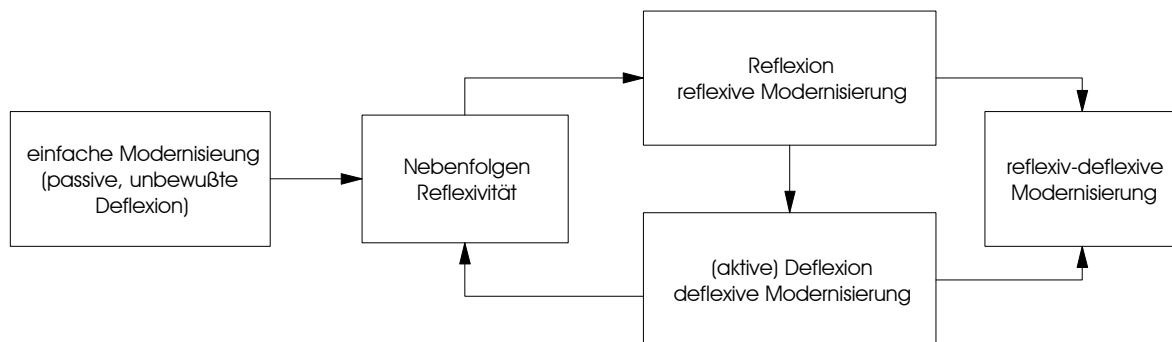 einfache Modernisieung
(passive, unbewußte
Deflexion)
Nebenfolgen
Reflexivität
Reflexion
reflexive Modernisierung
(aktive) Deflexion
deflexive Modernisierung
reflexiv-deflexive
Modernisierung